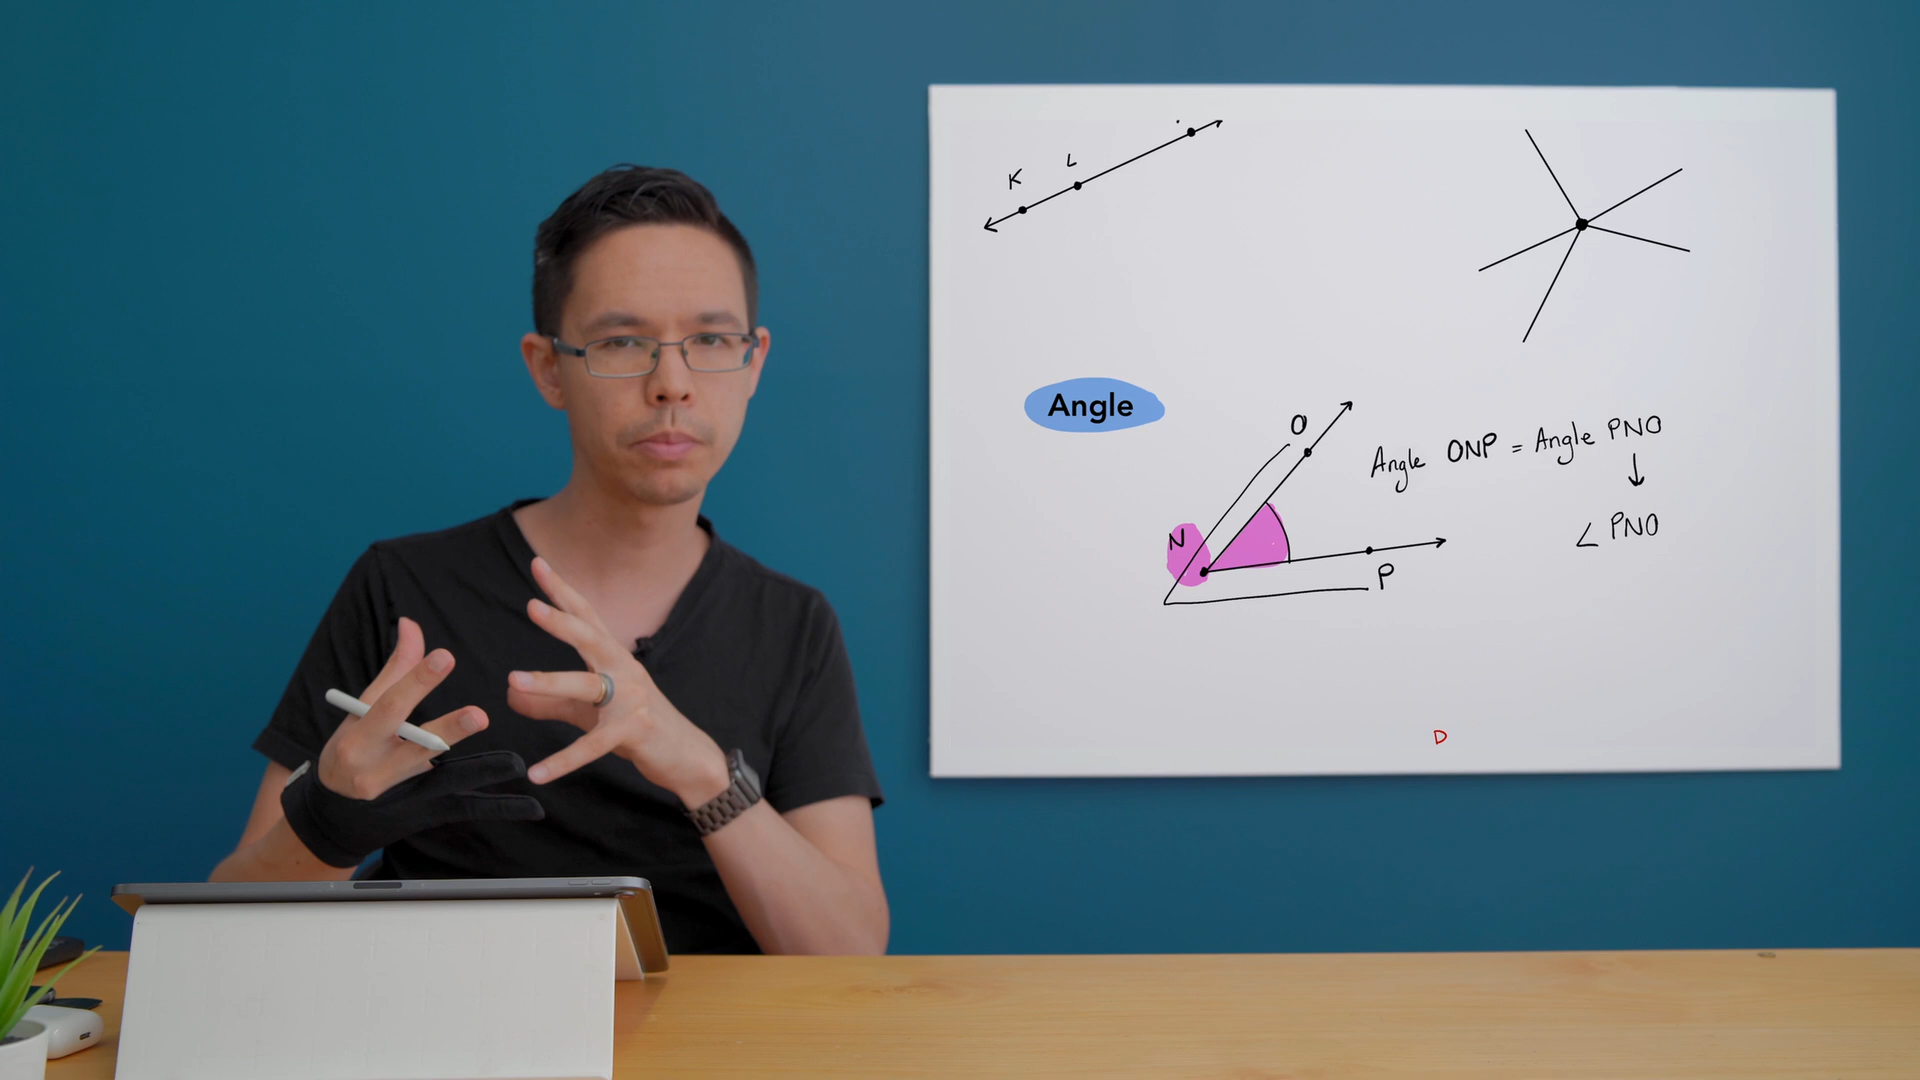 K
L
Angle
O
N
P
Angle ONP = Angle PNO
↓
∠ PNO
D